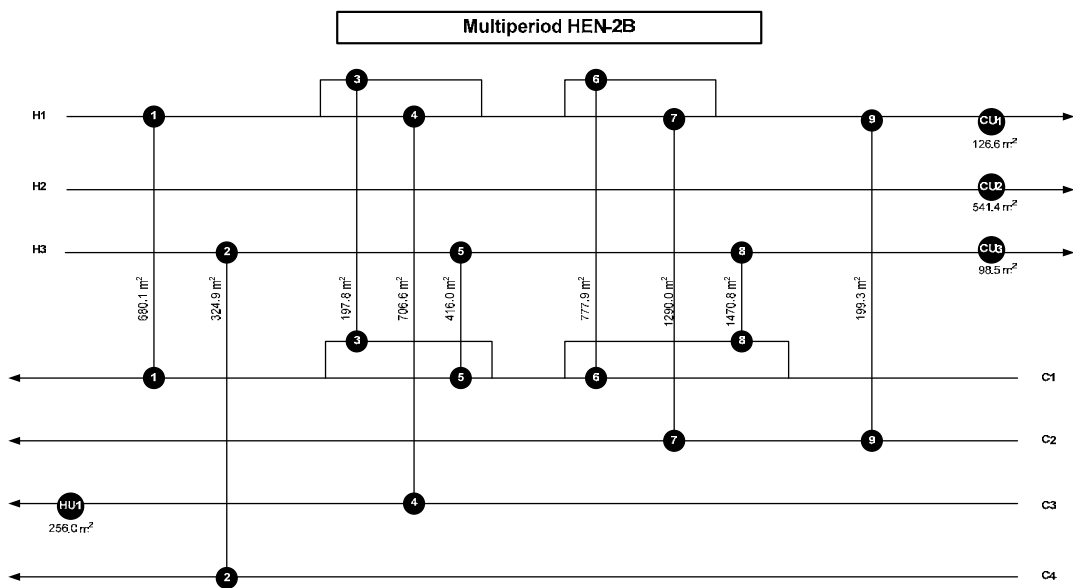 Multiperiod HEN-2B
3
6
H1
1
4
7
9
CU1
126.6 m²
H2
CU2
541.4 m²
H3
2
5
8
CU3
98.5 m²
680.1 m²
324.9 m²
197.8 m²
706.6 m²
416.0 m²
777.9 m²
1290.0 m²
1470.8 m²
199.3 m²
3
8
1
5
6
C1
7
9
C2
HU1
256.0 m²
4
C3
2
C4